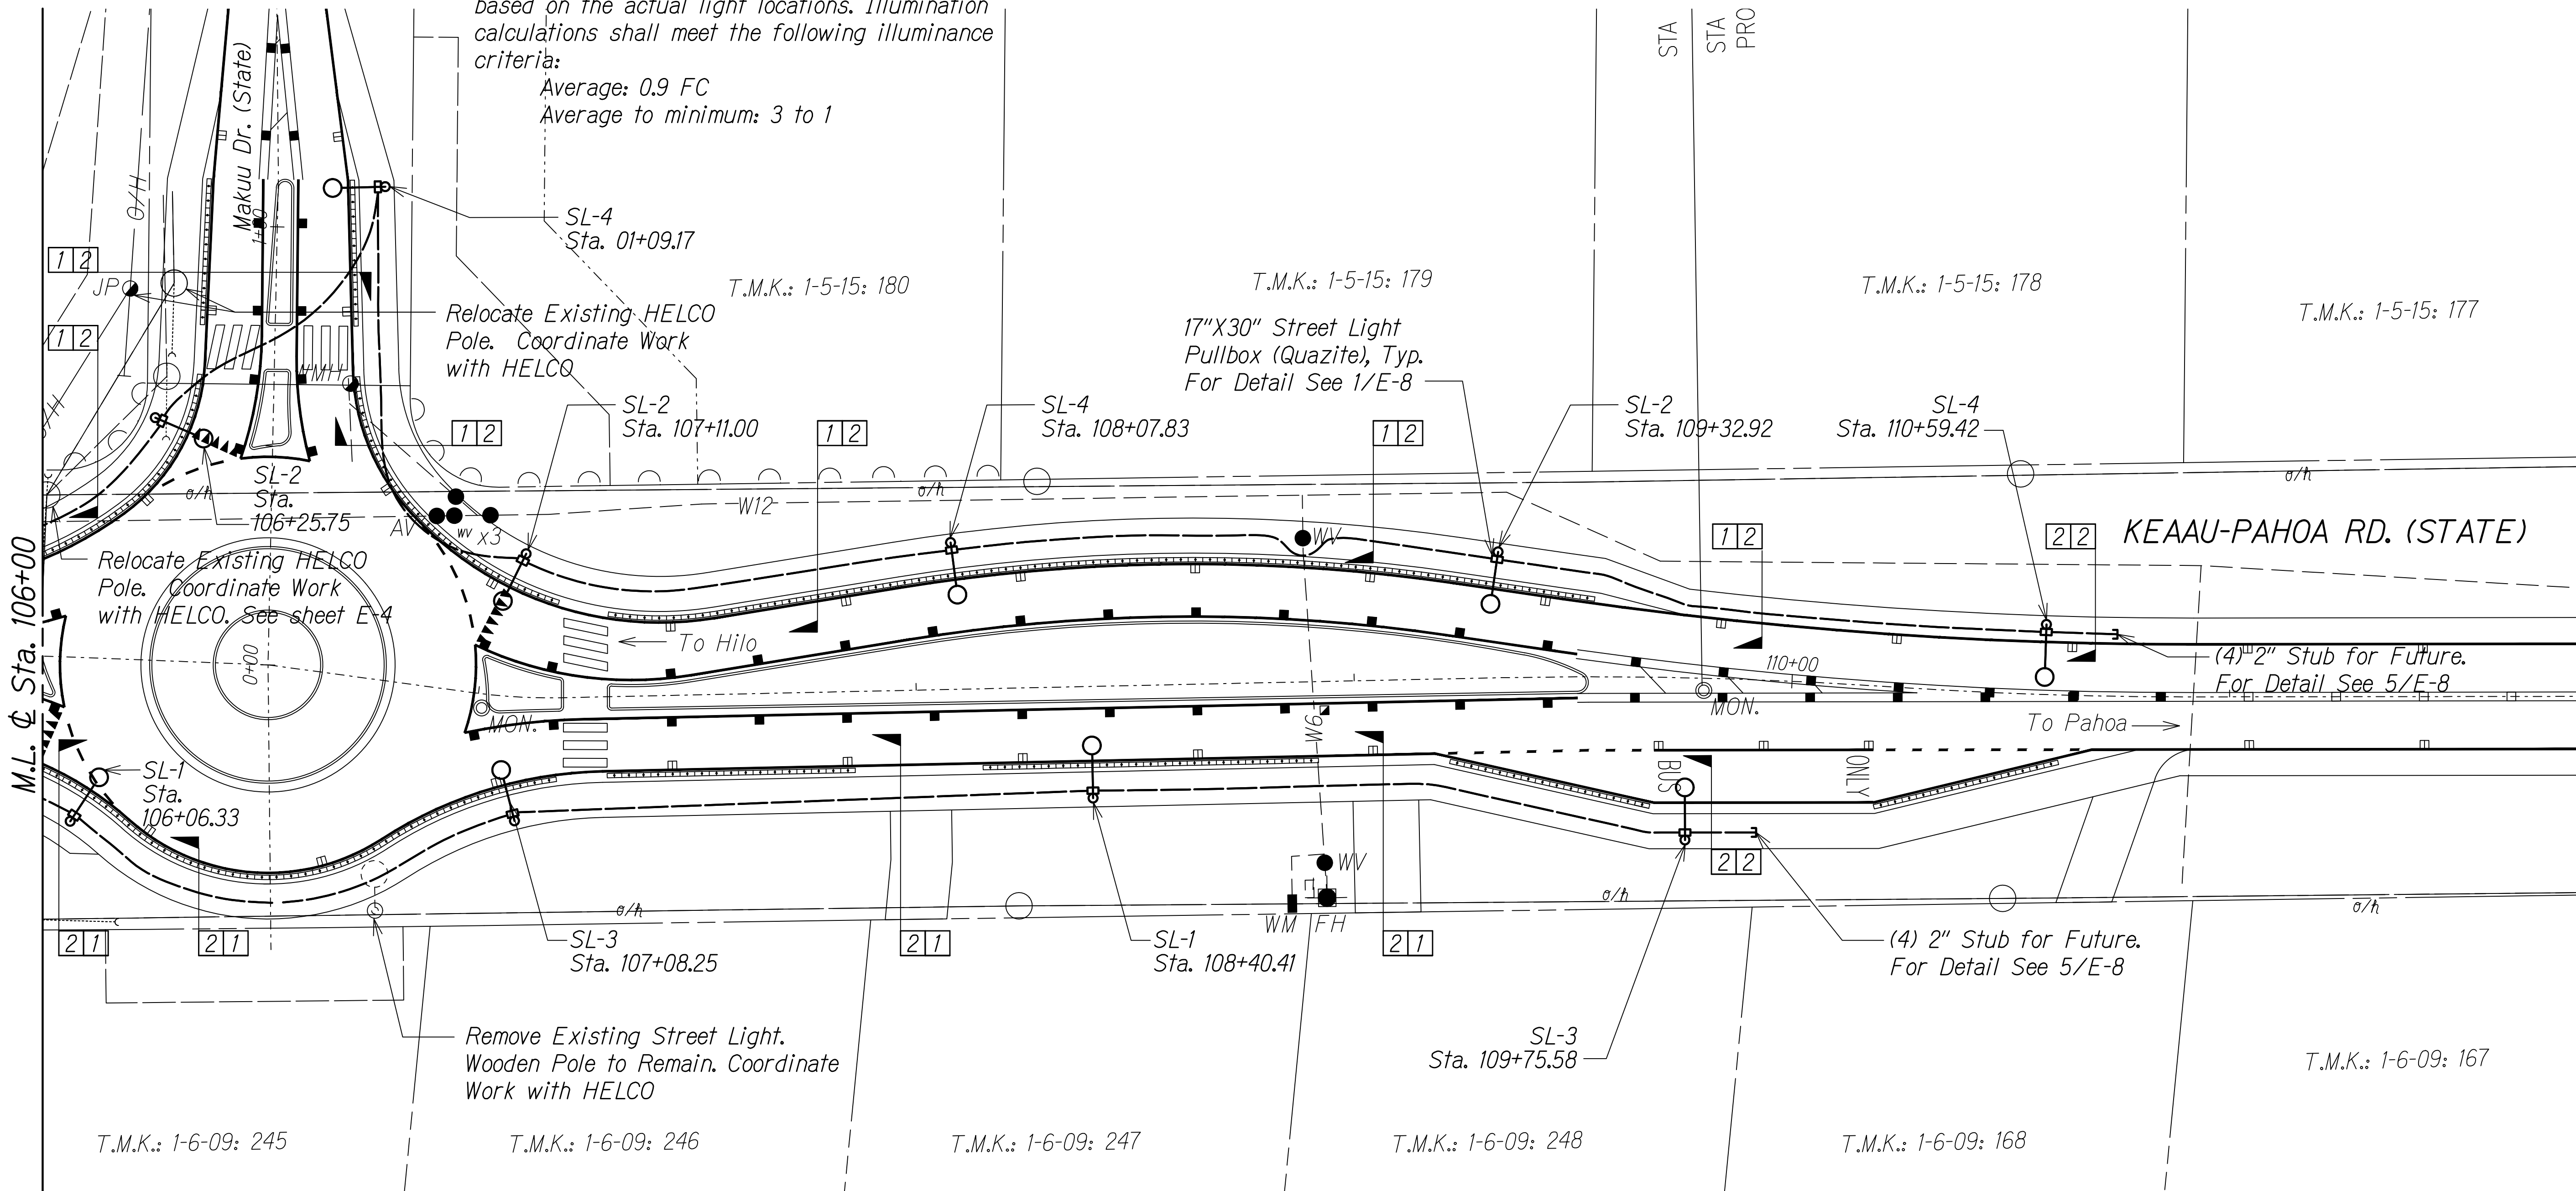 based on the actual light locations. Illumination
calculations shall meet the following illuminance
criteria:
Average: 0.9 FC
Average to minimum: 3 to 1
STA
STA
PRO
Makuu Dr. (State)
1+00
O/H
SL-4
Sta. 01+09.17
1 2
JP
1 2
Relocate Existing HELCO
Pole. Coordinate Work
with HELCO
T.M.K.: 1-5-15: 180
T.M.K.: 1-5-15: 179
T.M.K.: 1-5-15: 178
T.M.K.: 1-5-15: 177
17"X30" Street Light
Pullbox (Quazite), Typ.
For Detail See 1/E-8
SL-2
Sta. 107+11.00
1 2
1 2
SL-4
Sta. 108+07.83
1 2
SL-2
Sta. 109+32.92
SL-4
Sta. 110+59.42
SL-2
Sta.
106+25.75
o/h
AV
wv x3
W12
o/h
o/h
WV
1 2
2 2
KEAAU-PAHOA RD. (STATE)
Relocate Existing HELCO
Pole. Coordinate Work
with HELCO. See sheet E-4
M.L. ℄ Sta. 106+00
0+00
To Hilo
MON.
W6
110+00
MON.
(4) 2" Stub for Future.
For Detail See 5/E-8
To Pahoa
BUS
ONLY
SL-1
Sta.
106+06.33
2 2
WV
WM
FH
o/h
o/h
o/h
2 1
2 1
SL-3
Sta. 107+08.25
2 1
SL-1
Sta. 108+40.41
2 1
(4) 2" Stub for Future.
For Detail See 5/E-8
Remove Existing Street Light.
Wooden Pole to Remain. Coordinate
Work with HELCO
SL-3
Sta. 109+75.58
T.M.K.: 1-6-09: 167
T.M.K.: 1-6-09: 245
T.M.K.: 1-6-09: 246
T.M.K.: 1-6-09: 247
T.M.K.: 1-6-09: 248
T.M.K.: 1-6-09: 168